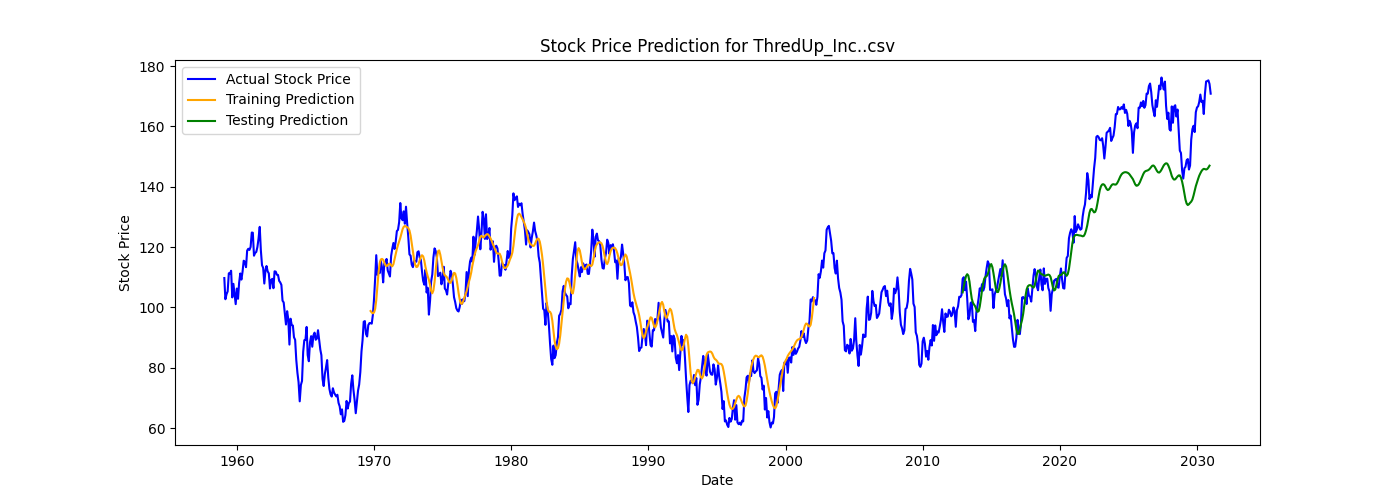 Stock Price Prediction for ThredUp_Inc..csv
Actual Stock Price
Training Prediction
Testing Prediction
Stock Price
180
160
140
120
100
80
60
1960 1970 1980 1990 2000 2010 2020 2030
Date